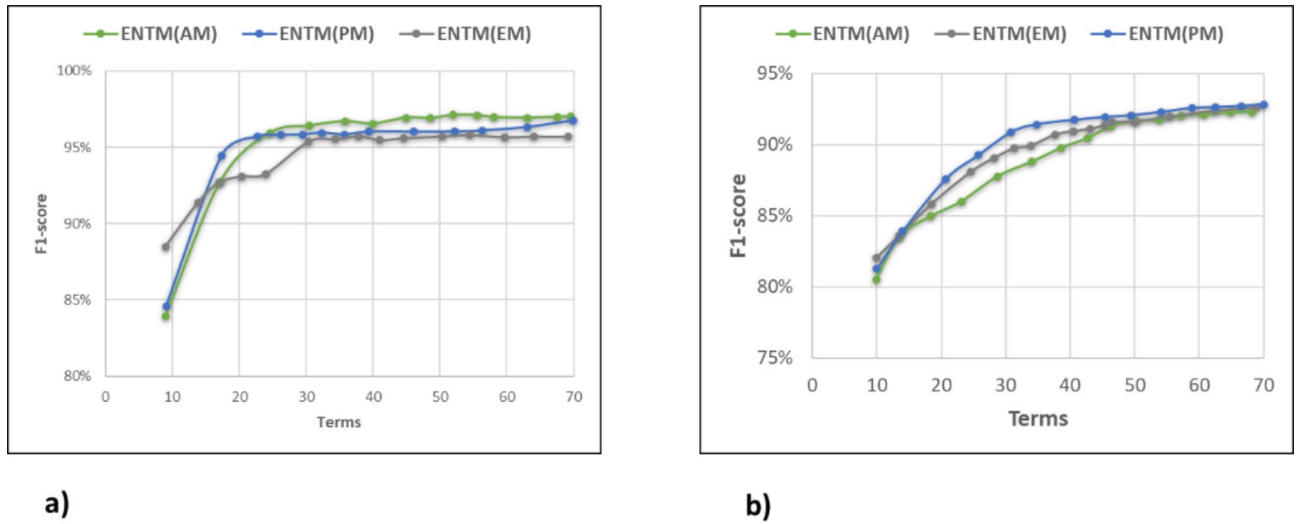 ENTM(AM) ENTM(PM) ENTM(EM)
100%
95%
90%
85%
80%
F1-score
0 10 20 30 40 50 60 70
Terms
a)
ENTM(AM) ENTM(EM) ENTM(PM)
95%
90%
85%
80%
75%
F1-score
0 10 20 30 40 50 60 70
Terms
b)